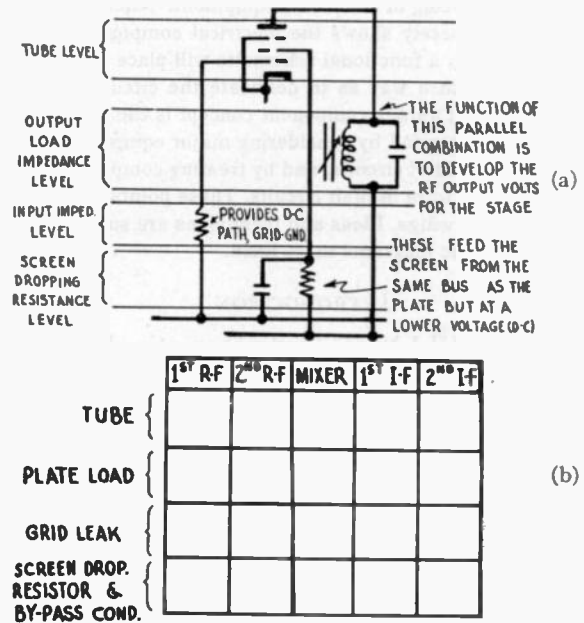 TUBE LEVEL
OUTPUT
LOAD
IMPEDANCE
LEVEL
THE FUNCTION OF
THIS PARALLEL
COMBINATION IS
TO DEVELOP THE
RF OUTPUT VOLTS
FOR THE STAGE
(a)
INPUT IMPED.
LEVEL
PROVIDES D-C
PATH, GRID-GND
SCREEN
DROPPING
RESISTANCE
LEVEL
THESE FEED THE
SCREEN FROM THE
SAME BUS AS THE
PLATE BUT AT A
LOWER VOLTAGE (D-C)
1ST R-F 2ND R-F MIXER 1ST I-F 2ND I-f
TUBE
PLATE LOAD
(b)
GRID LEAK
SCREEN DROP.
RESISTOR &
BY-PASS COND.